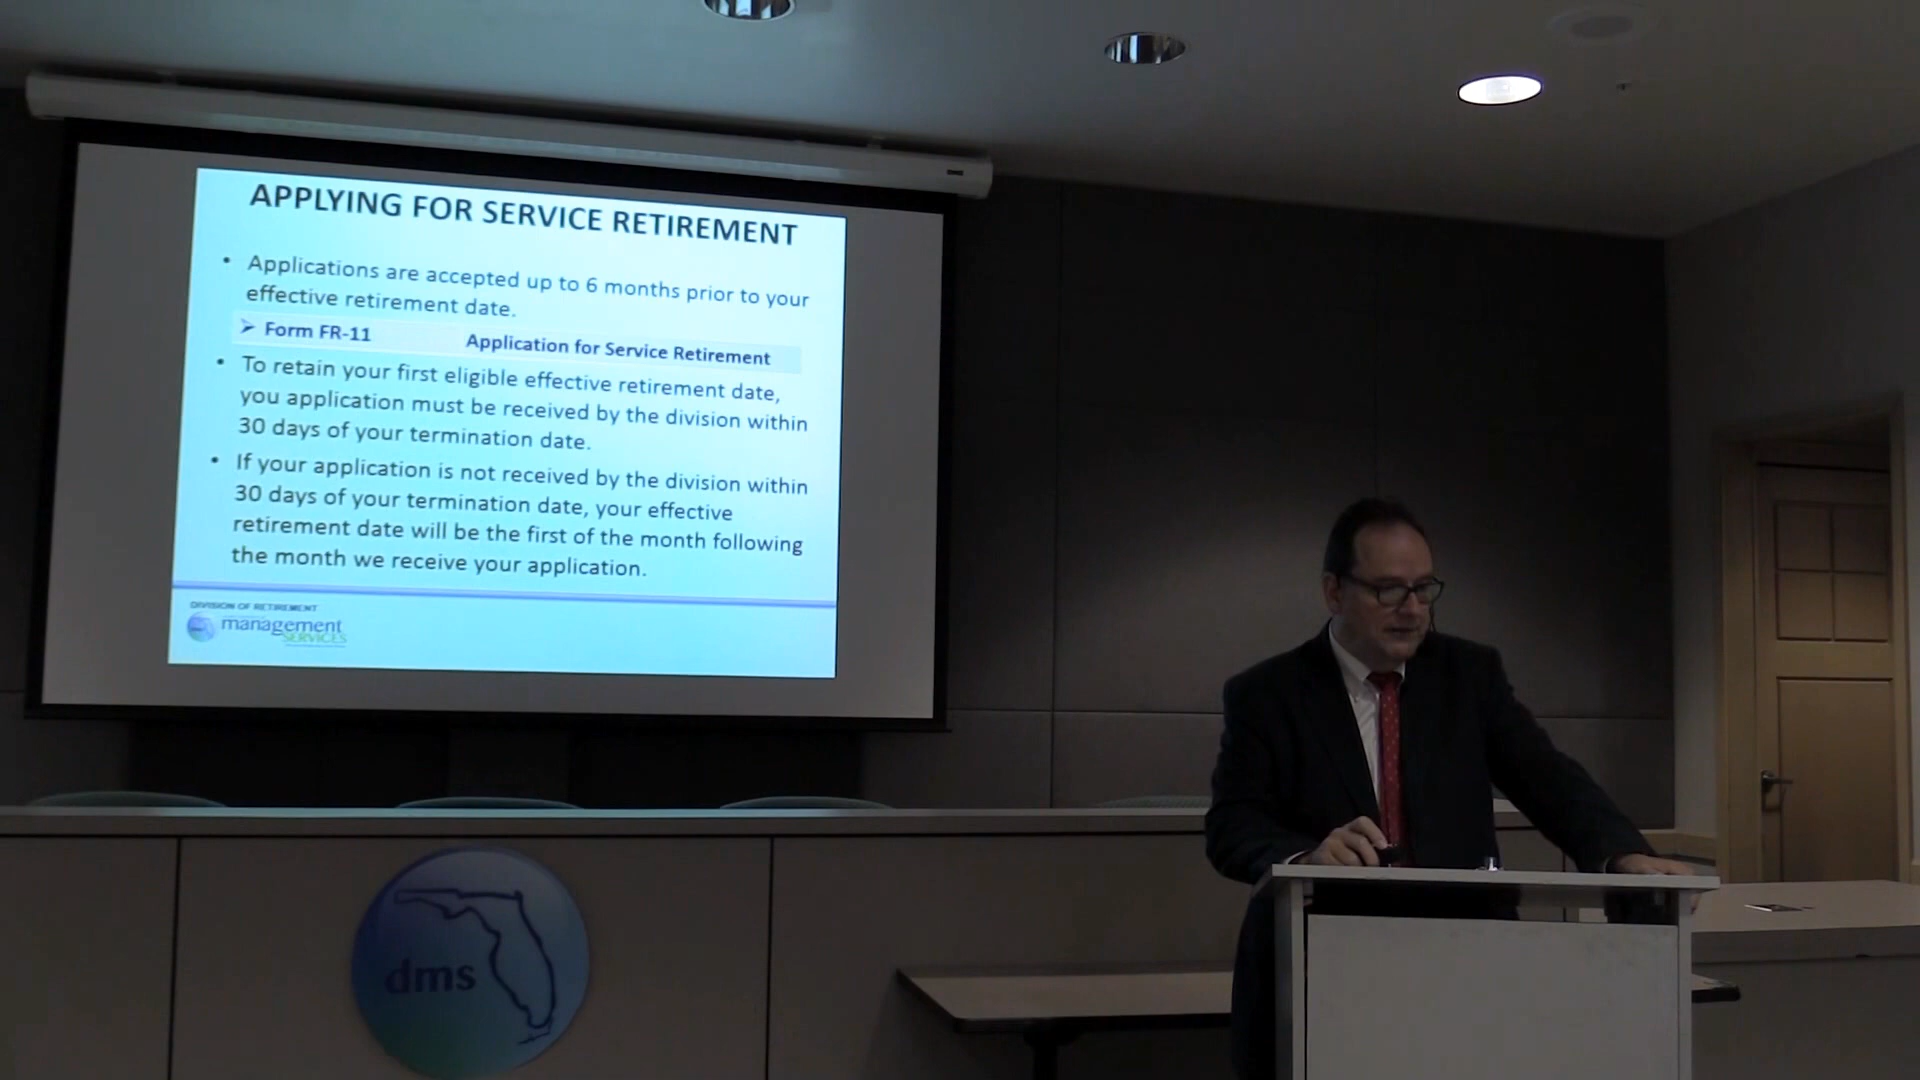 APPLYING FOR SERVICE RETIREMENT
• Applications are accepted up to 6 months prior to your
effective retirement date.
➢ Form FR-11 Application for Service Retirement
• To retain your first eligible effective retirement date,
you application must be received by the division within
30 days of your termination date.
• If your application is not received by the division within
30 days of your termination date, your effective
retirement date will be the first of the month following
the month we receive your application.
DIVISION OF RETIREMENT
management
SERVICES
dms